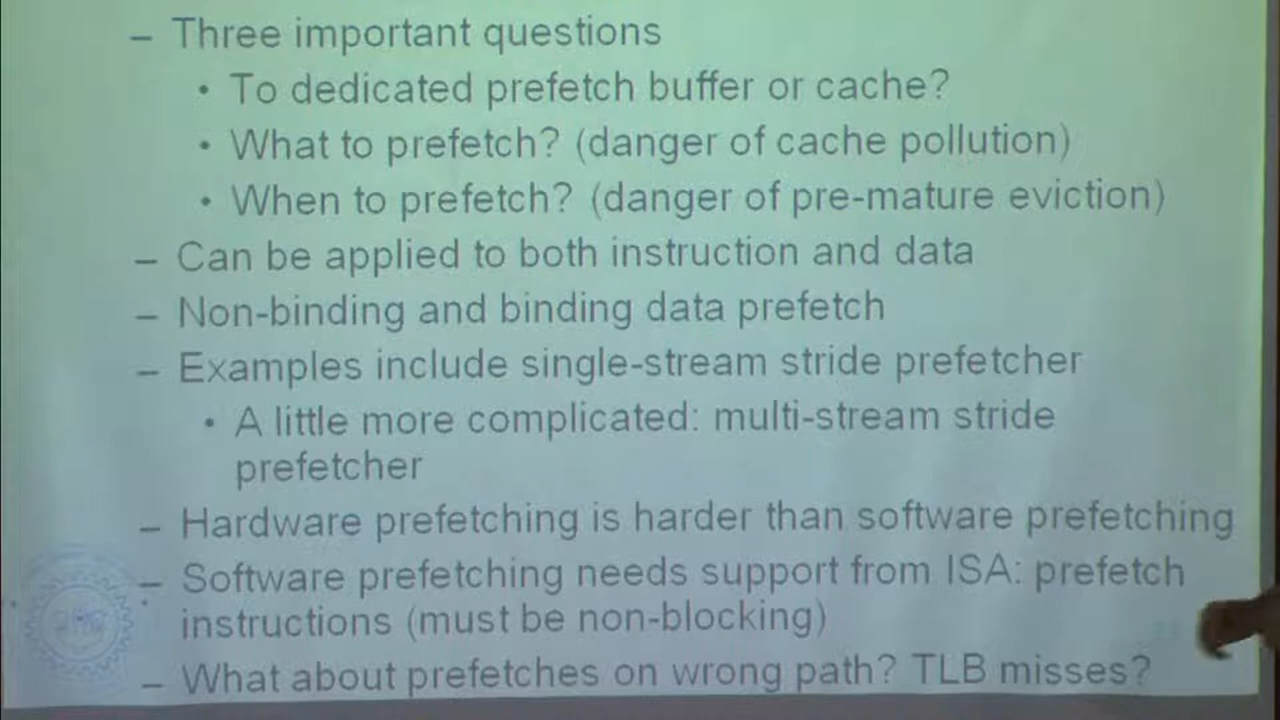 – Three important questions
• To dedicated prefetch buffer or cache?
• What to prefetch? (danger of cache pollution)
• When to prefetch? (danger of pre-mature eviction)
– Can be applied to both instruction and data
– Non-binding and binding data prefetch
– Examples include single-stream stride prefetcher
• A little more complicated: multi-stream stride
prefetcher
– Hardware prefetching is harder than software prefetching
– Software prefetching needs support from ISA: prefetch
instructions (must be non-blocking)
– What about prefetches on wrong path? TLB misses?